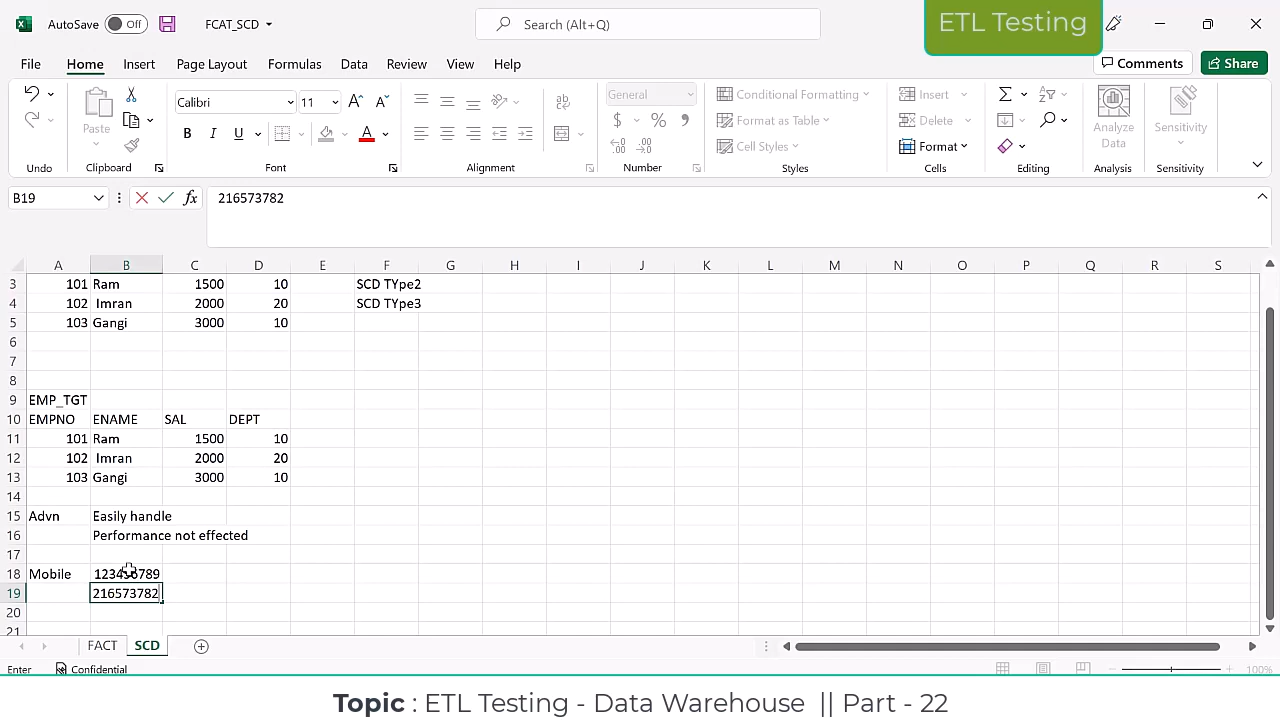 AutoSave Off FCAT_SCD Search (Alt+Q) ETL Testing
File Home Insert Page Layout Formulas Data Review View Help Comments Share
Calibri 11 General Conditional Formatting Insert
Paste B I U A $ % Format as Table Delete Analyze Data Sensitivity
Cell Styles Format
Undo Clipboard Font Alignment Number Styles Cells Editing Analysis Sensitivity
B19 fx 216573782
A B C D E F G H I J K L M N O P Q R S
3 101 Ram 1500 10 SCD TYpe2
4 102 Imran 2000 20 SCD TYpe3
5 103 Gangi 3000 10
6
7
8
9 EMP_TGT
10 EMPNO ENAME SAL DEPT
11 101 Ram 1500 10
12 102 Imran 2000 20
13 103 Gangi 3000 10
14
15 Advn Easily handle
16 Performance not effected
17
18 Mobile 123456789
19 216573782
20
21
FACT SCD
Enter Confidential 100%
Topic : ETL Testing - Data Warehouse || Part - 22